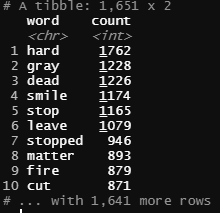 # A tibble: 1,651 x 2
word count
<chr> <int>
1 hard 1762
2 gray 1228
3 dead 1226
4 smile 1174
5 stop 1165
6 leave 1079
7 stopped 946
8 matter 893
9 fire 879
10 cut 871
# ... with 1,641 more rows